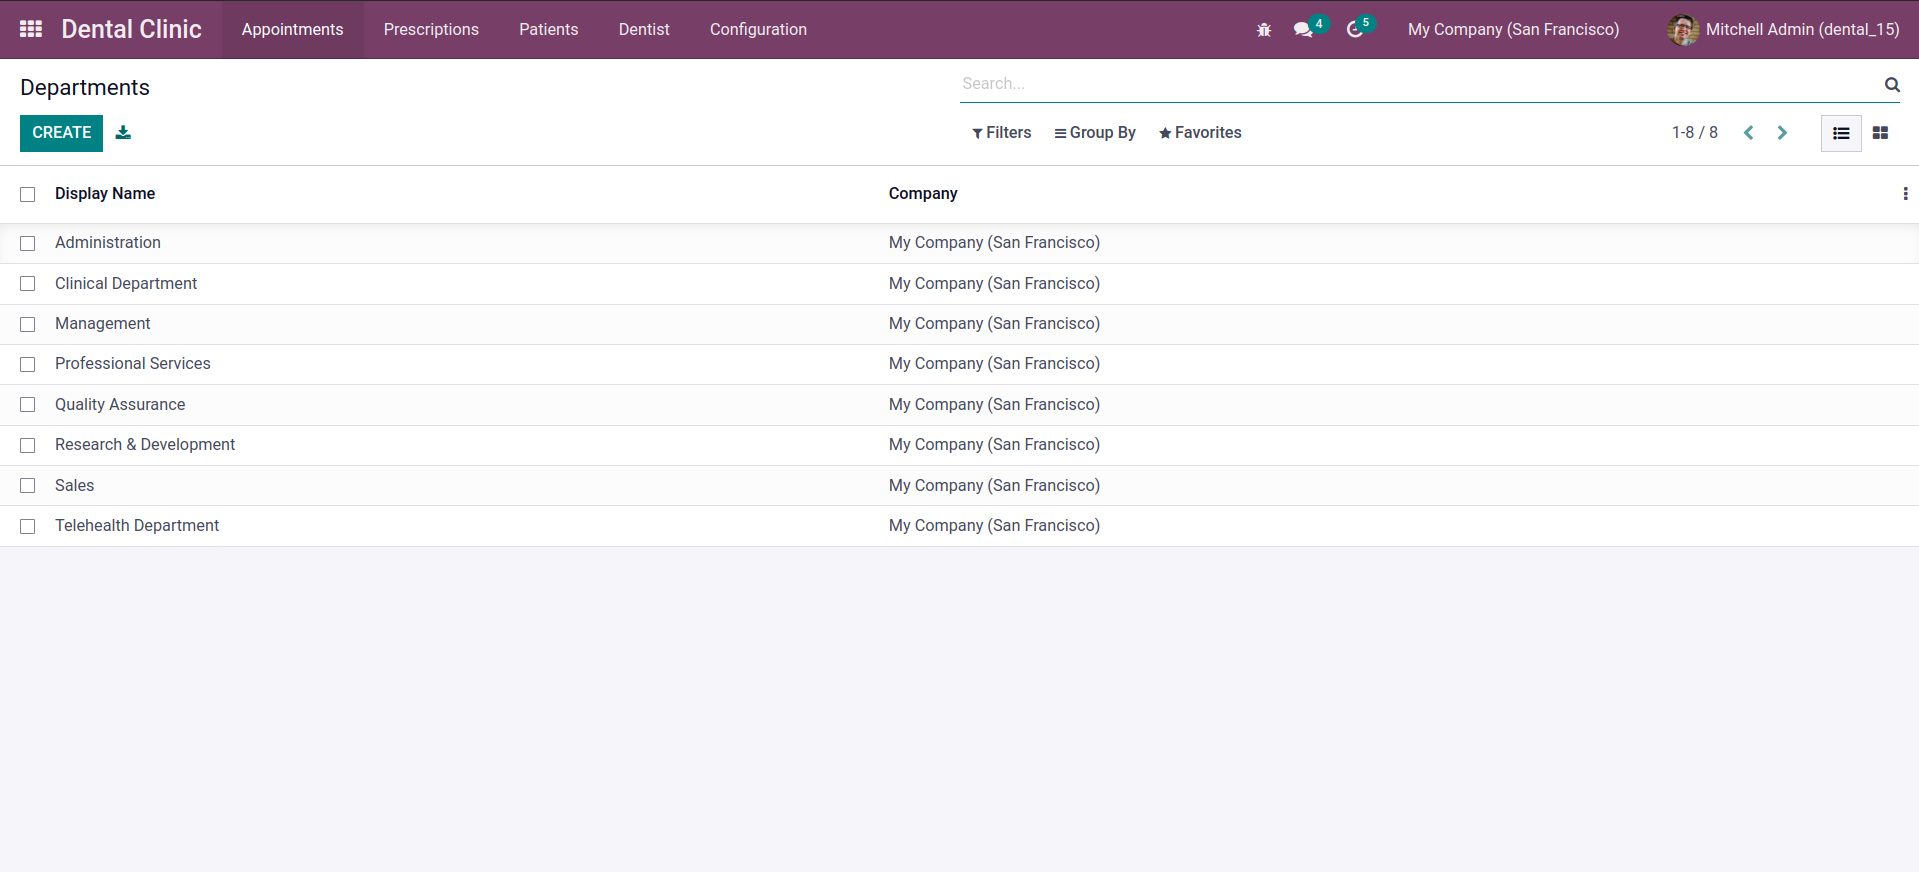 Dental Clinic Appointments Prescriptions Patients Dentist Configuration 4 5 My Company (San Francisco) Mitchell Admin (dental_15)
Departments Search...
CREATE Filters Group By Favorites 1-8 / 8
Display Name Company
Administration My Company (San Francisco)
Clinical Department My Company (San Francisco)
Management My Company (San Francisco)
Professional Services My Company (San Francisco)
Quality Assurance My Company (San Francisco)
Research & Development My Company (San Francisco)
Sales My Company (San Francisco)
Telehealth Department My Company (San Francisco)